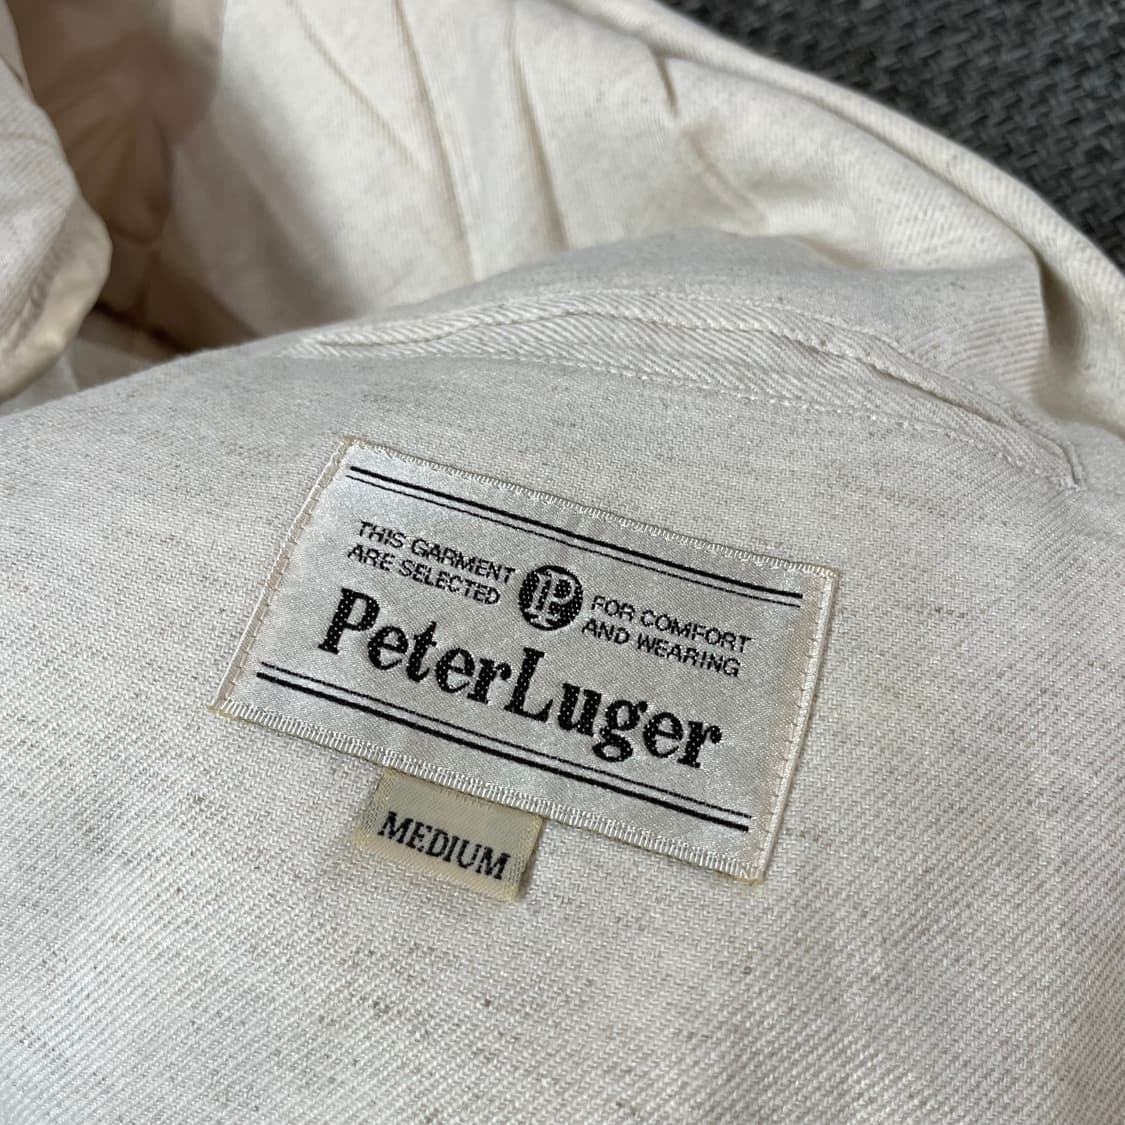 THIS GARMENT
ARE SELECTED
P
FOR COMFORT
AND WEARING
PeterLuger
MEDIUM